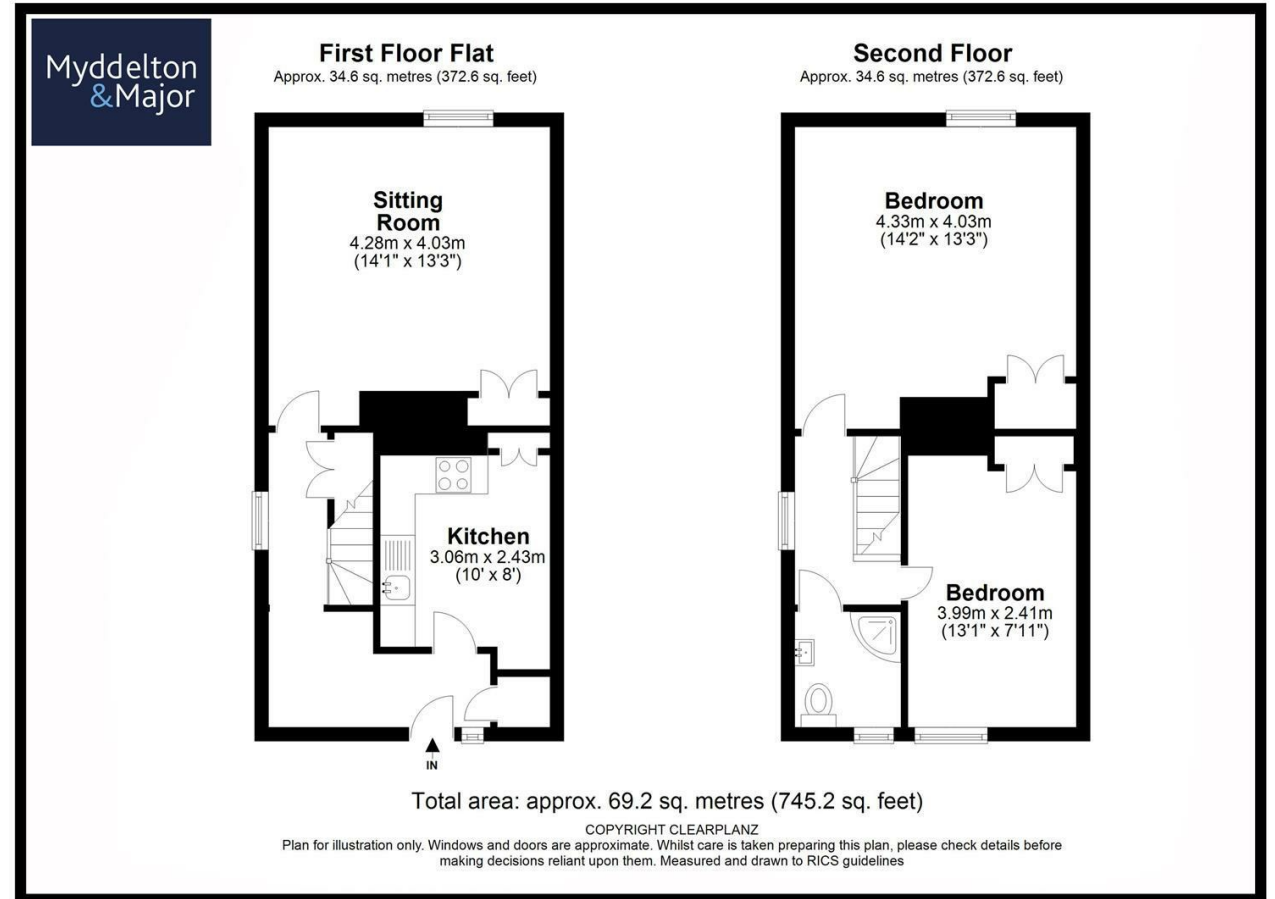 Myddelton
&Major
First Floor Flat
Approx. 34.6 sq. metres (372.6 sq. feet)
Sitting
Room
4.28m x 4.03m
(14'1" x 13'3")
Kitchen
3.06m x 2.43m
(10' x 8')
IN
Second Floor
Approx. 34.6 sq. metres (372.6 sq. feet)
Bedroom
4.33m x 4.03m
(14'2" x 13'3")
Bedroom
3.99m x 2.41m
(13'1" x 7'11")
Total area: approx. 69.2 sq. metres (745.2 sq. feet)
COPYRIGHT CLEARPLANZ
Plan for illustration only. Windows and doors are approximate. Whilst care is taken preparing this plan, please check details before
making decisions reliant upon them. Measured and drawn to RICS guidelines